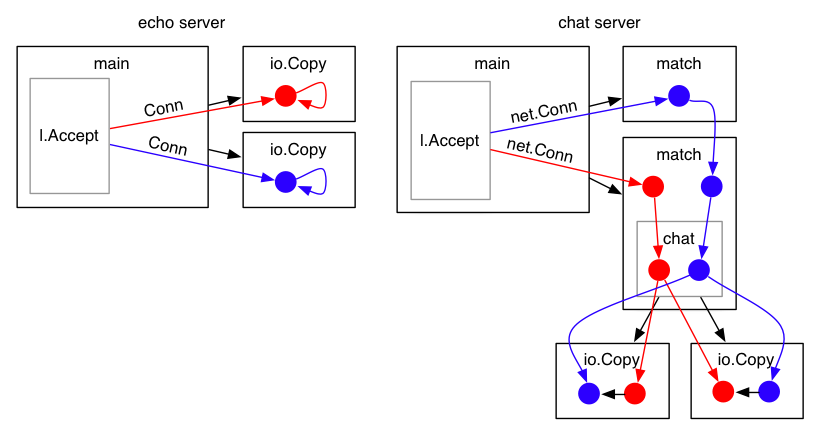 echo server
main
l.Accept
Conn
Conn
io.Copy
io.Copy
chat server
main
l.Accept
net.Conn
net.Conn
match
match
chat
io.Copy
io.Copy